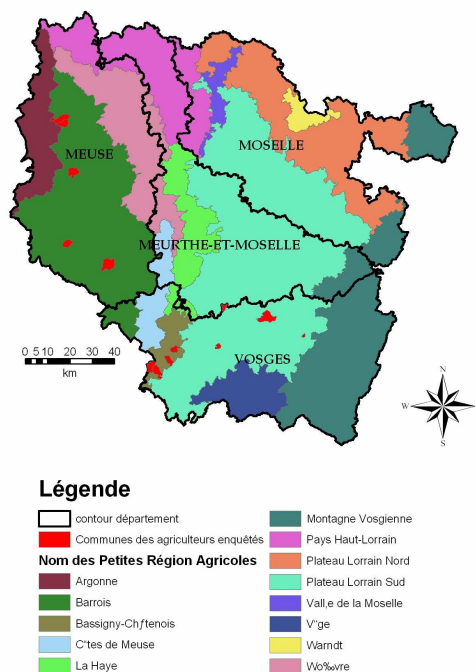 MEUSE
MOSELLE
MEURTHE-ET-MOSELLE
VOSGES
0 5 10 20 30 40
km
N
W E
S
Légende
contour département
Communes des agriculteurs enquêtés
Nom des Petites Région Agricoles
Argonne
Barrois
Bassigny-Chƒtenois
C"tes de Meuse
La Haye
Montagne Vosgienne
Pays Haut-Lorrain
Plateau Lorrain Nord
Plateau Lorrain Sud
Vall,e de la Moselle
V"ge
Warndt
Wo‰vre